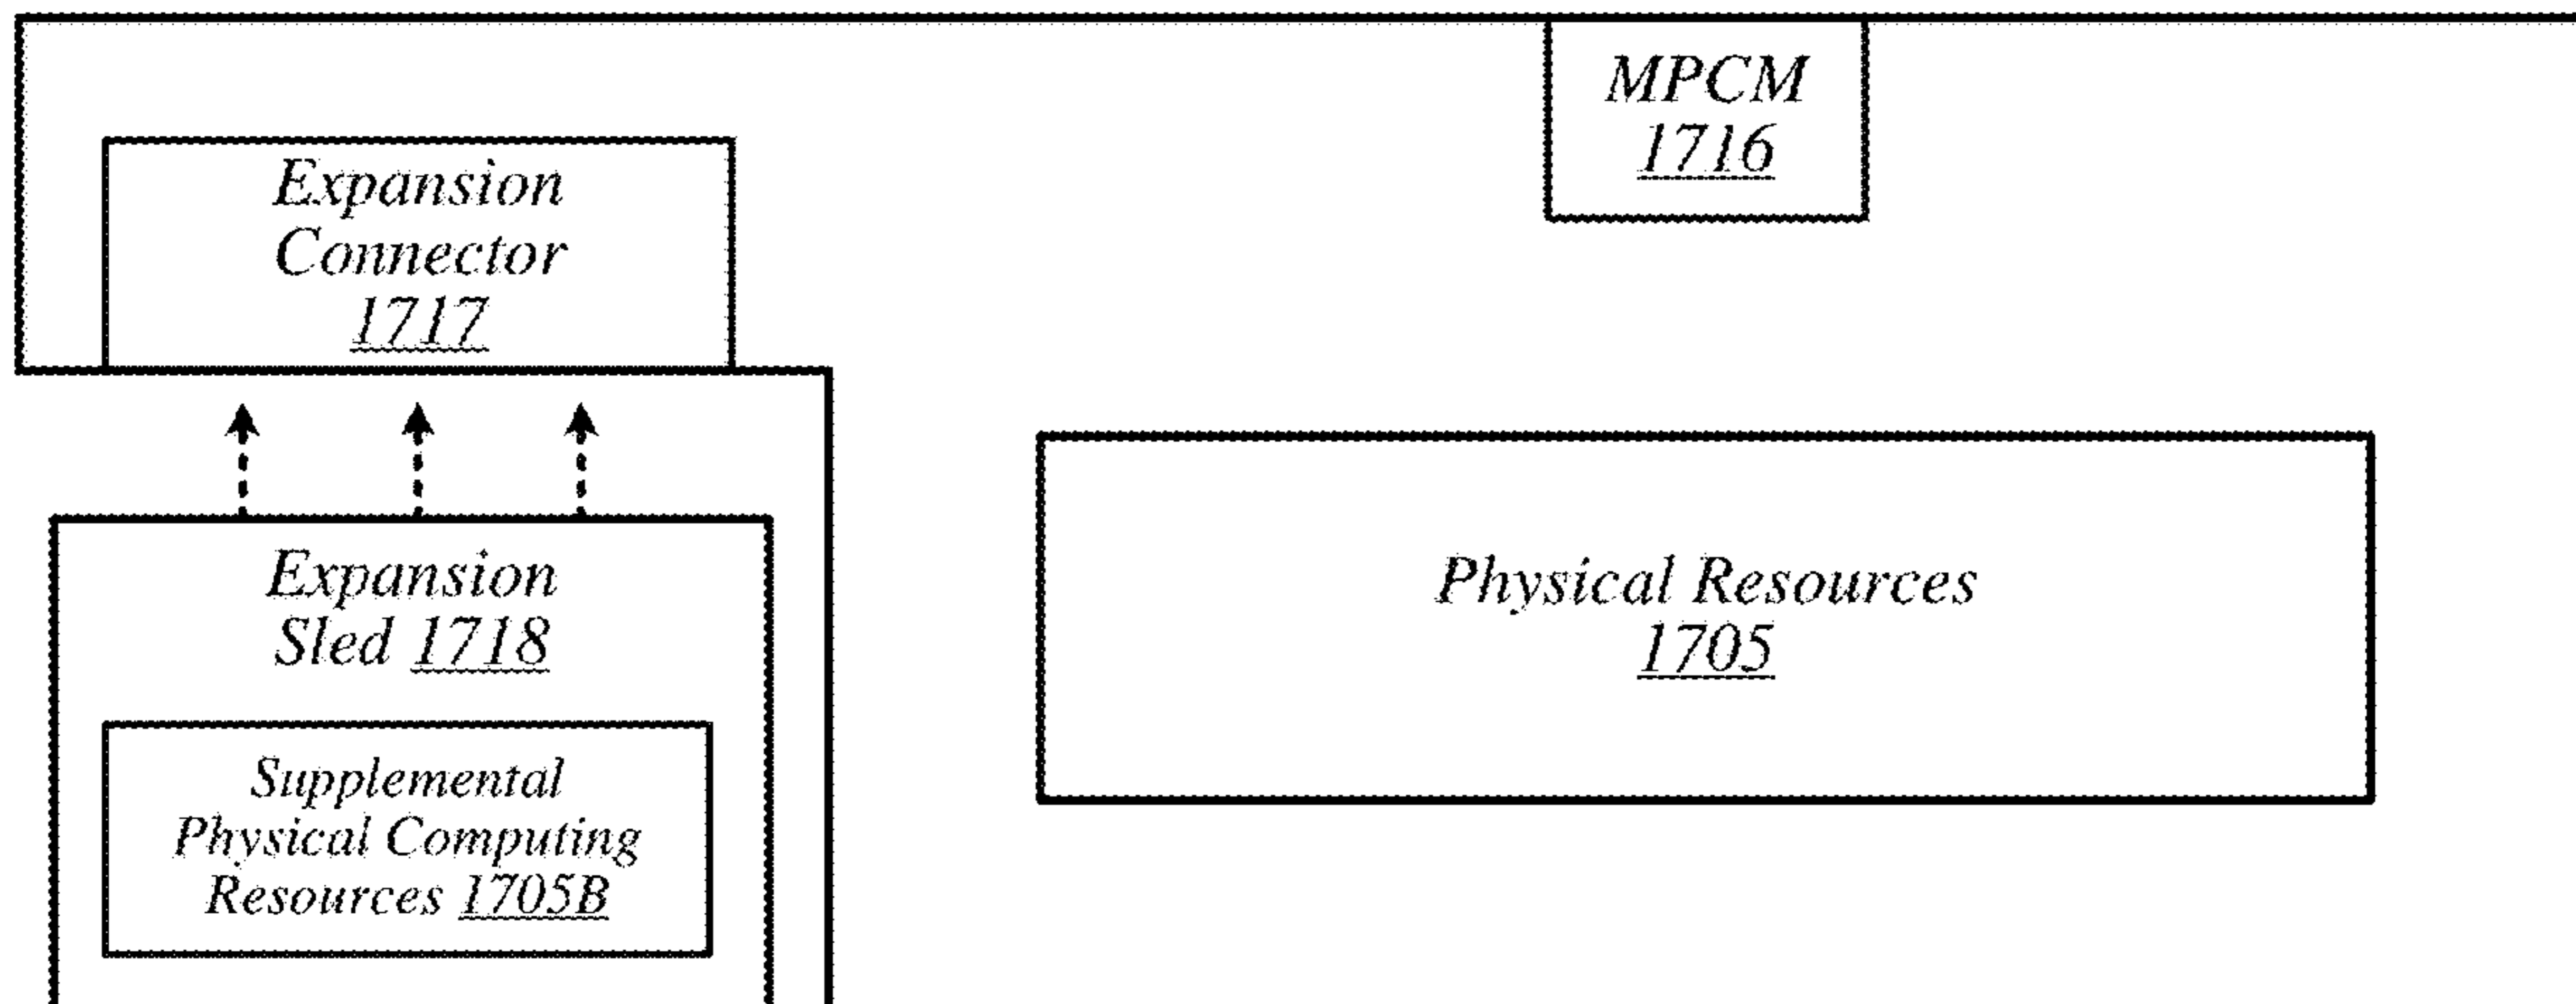 MPCM
1716
Expansion
Connector
1717
Expansion
Sled 1718
Supplemental
Physical Computing
Resources 1705B
Physical Resources
1705